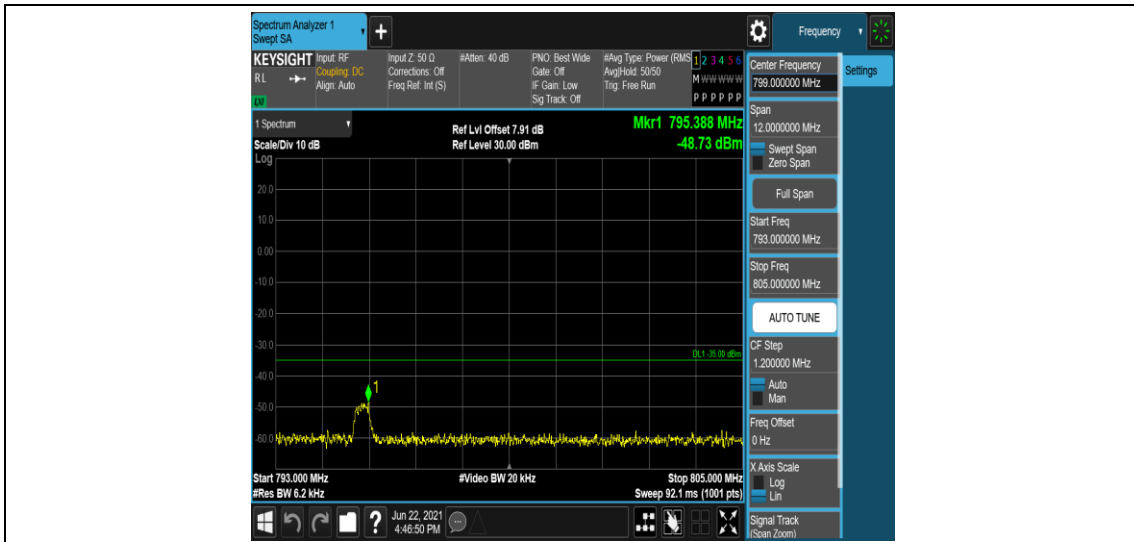 Spectrum Analyzer 1
Swept SA
+
Frequency
KEYSIGHT
RL
LXI
Input: RF
Coupling: DC
Align: Auto
Input Z: 50 Ω
Corrections: Off
Freq Ref: Int (S)
#Atten: 40 dB
PNO: Best Wide
Gate: Off
IF Gain: Low
Sig Track: Off
#Avg Type: Power (RMS
Avg|Hold: 50/50
Trig: Free Run
1 2 3 4 5 6
M W W W W W
P P P P P P
1 Spectrum
Scale/Div 10 dB
Ref Lvl Offset 7.91 dB
Ref Level 30.00 dBm
Mkr1 795.388 MHz
-48.73 dBm
Log
20.0
10.0
0.00
-10.0
-20.0
-30.0
DL1 -35.00 dBm
-40.0
1
-50.0
-60.0
Start 793.000 MHz
#Res BW 6.2 kHz
#Video BW 20 kHz
Stop 805.000 MHz
Sweep 92.1 ms (1001 pts)
?
Jun 22, 2021
4:46:50 PM
Center Frequency
799.000000 MHz
Settings
Span
12.0000000 MHz
Swept Span
Zero Span
Full Span
Start Freq
793.000000 MHz
Stop Freq
805.000000 MHz
AUTO TUNE
CF Step
1.200000 MHz
Auto
Man
Freq Offset
0 Hz
X Axis Scale
Log
Lin
Signal Track
(Span Zoom)